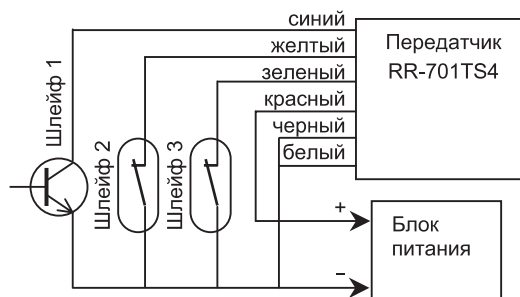 синий
желтый
зеленый
красный
черный
белый
Передатчик
RR-701TS4
Шлейф 1
Шлейф 2
Шлейф 3
+
–
Блок
питания